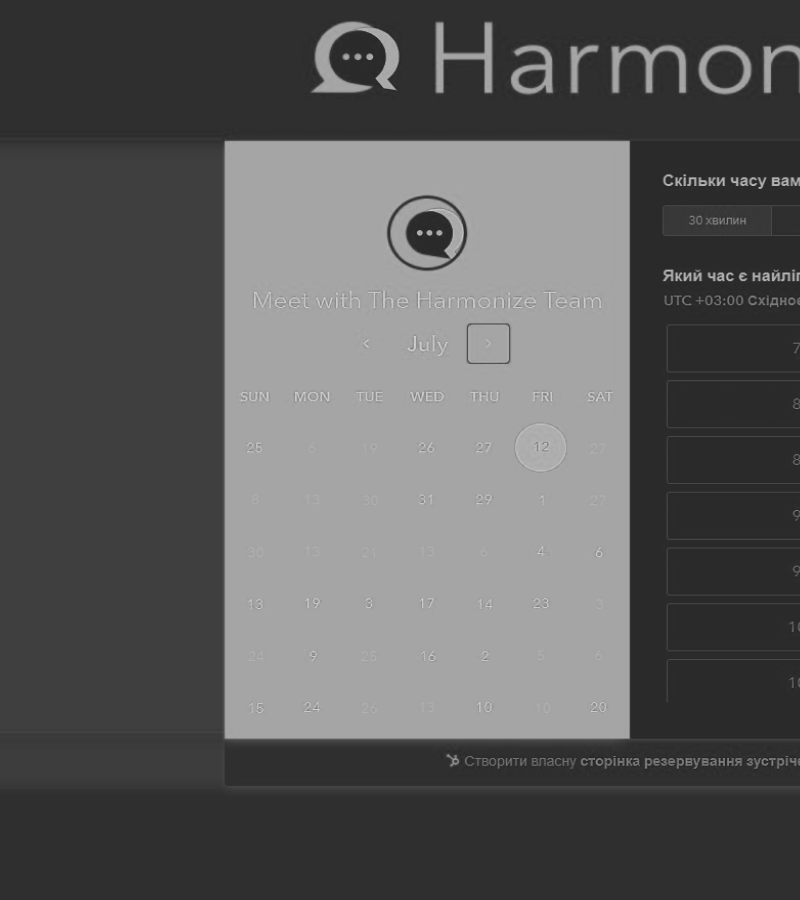 Harmon
Скільки часу вам
30 хвилин
Який час є найліп
UTC +03:00 Східноє
Meet with The Harmonize Team
July
SUN MON TUE WED THU FRI SAT
25 6 19 26 27 12 27
8 13 30 31 29 1 27
30 13 21 13 6 4 6
13 19 3 17 14 23 3
24 9 25 16 2 5 6
15 24 26 13 10 10 20
7
8
8
9
9
10
10
Створити власну сторінка резервування зустріче